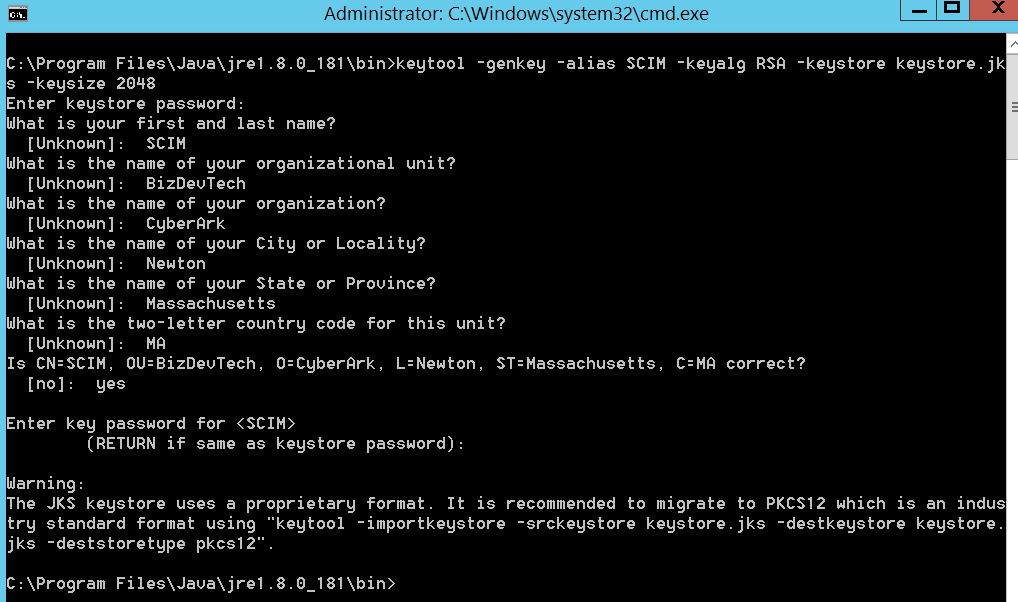 Administrator: C:\Windows\system32\cmd.exe
C:\Program Files\Java\jre1.8.0_181\bin>keytool -genkey -alias SCIM -keyalg RSA -keystore keystore.jk
s -keysize 2048
Enter keystore password:
What is your first and last name?
  [Unknown]:  SCIM
What is the name of your organizational unit?
  [Unknown]:  BizDevTech
What is the name of your organization?
  [Unknown]:  CyberArk
What is the name of your City or Locality?
  [Unknown]:  Newton
What is the name of your State or Province?
  [Unknown]:  Massachusetts
What is the two-letter country code for this unit?
  [Unknown]:  MA
Is CN=SCIM, OU=BizDevTech, O=CyberArk, L=Newton, ST=Massachusetts, C=MA correct?
  [no]:  yes
Enter key password for <SCIM>
        (RETURN if same as keystore password):
Warning:
The JKS keystore uses a proprietary format. It is recommended to migrate to PKCS12 which is an indus
try standard format using "keytool -importkeystore -srckeystore keystore.jks -destkeystore keystore.
jks -deststoretype pkcs12".
C:\Program Files\Java\jre1.8.0_181\bin>